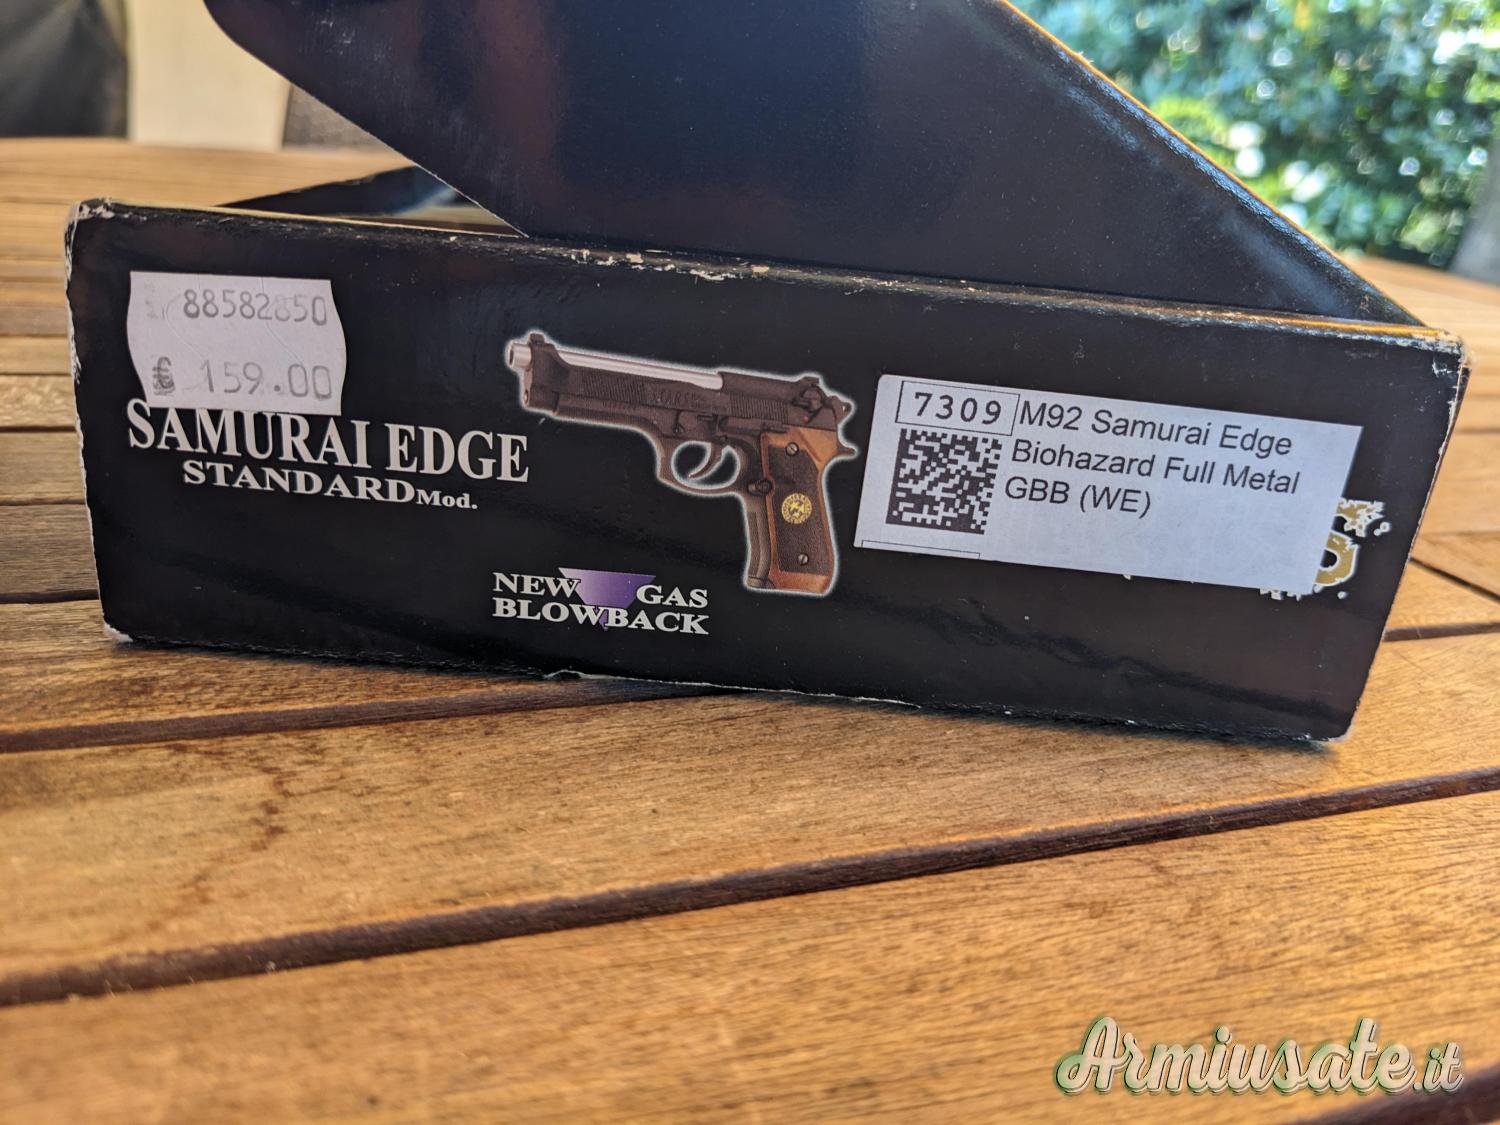 88582850
€ 159.00
SAMURAI EDGE
STANDARD Mod.
NEW GAS
BLOWBACK
S.T.A.R.S.
7309
M92 Samurai Edge
Biohazard Full Metal
GBB (WE)
Armiusate.it